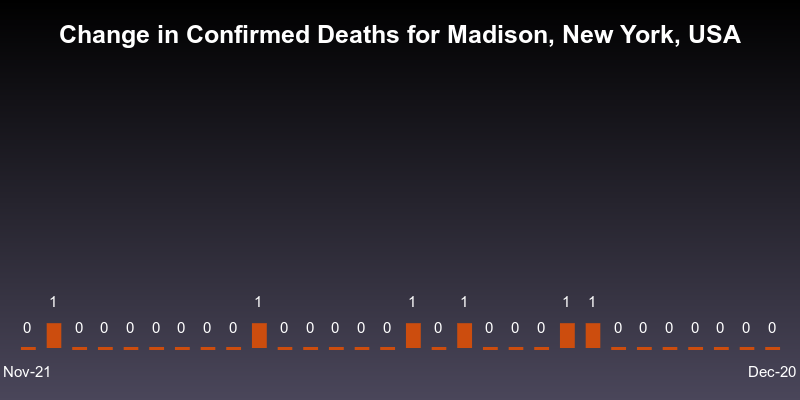 Change in Confirmed Deaths for Madison, New York, USA
1 1 1 1 1 1
0 0 0 0 0 0 0 0 0 0 0 0 0 0 0 0 0 0 0 0 0 0 0 0
Nov-21 Dec-20